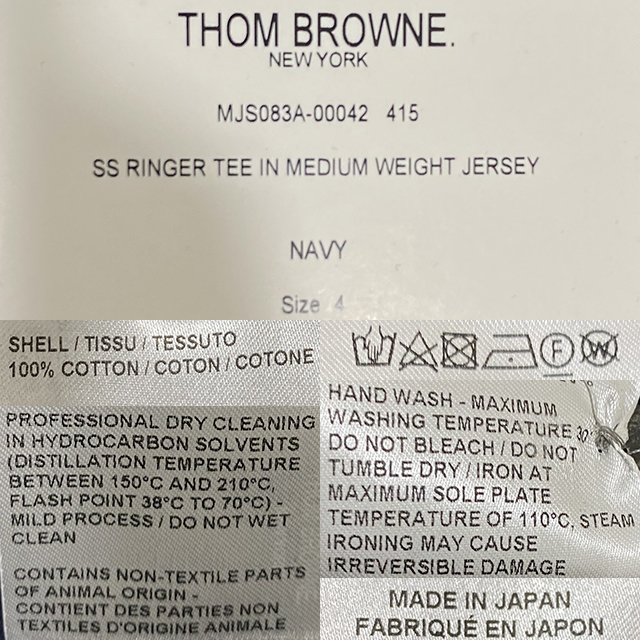 THOM BROWNE.
NEW YORK
MJS083A-00042 415
SS RINGER TEE IN MEDIUM WEIGHT JERSEY
NAVY
Size 4
SHELL / TISSU / TESSUTO
100% COTTON / COTON / COTONE
PROFESSIONAL DRY CLEANING
IN HYDROCARBON SOLVENTS
(DISTILLATION TEMPERATURE
BETWEEN 150°C AND 210°C,
FLASH POINT 38°C TO 70°C) -
MILD PROCESS / DO NOT WET
CLEAN
CONTAINS NON-TEXTILE PARTS
OF ANIMAL ORIGIN -
CONTIENT DES PARTIES NON
TEXTILES D'ORIGINE ANIMALE
F W
HAND WASH - MAXIMUM
WASHING TEMPERATURE 30°
DO NOT BLEACH / DO NOT
TUMBLE DRY / IRON AT
MAXIMUM SOLE PLATE
TEMPERATURE OF 110°C, STEAM
IRONING MAY CAUSE
IRREVERSIBLE DAMAGE
MADE IN JAPAN
FABRIQUÉ EN JAPON